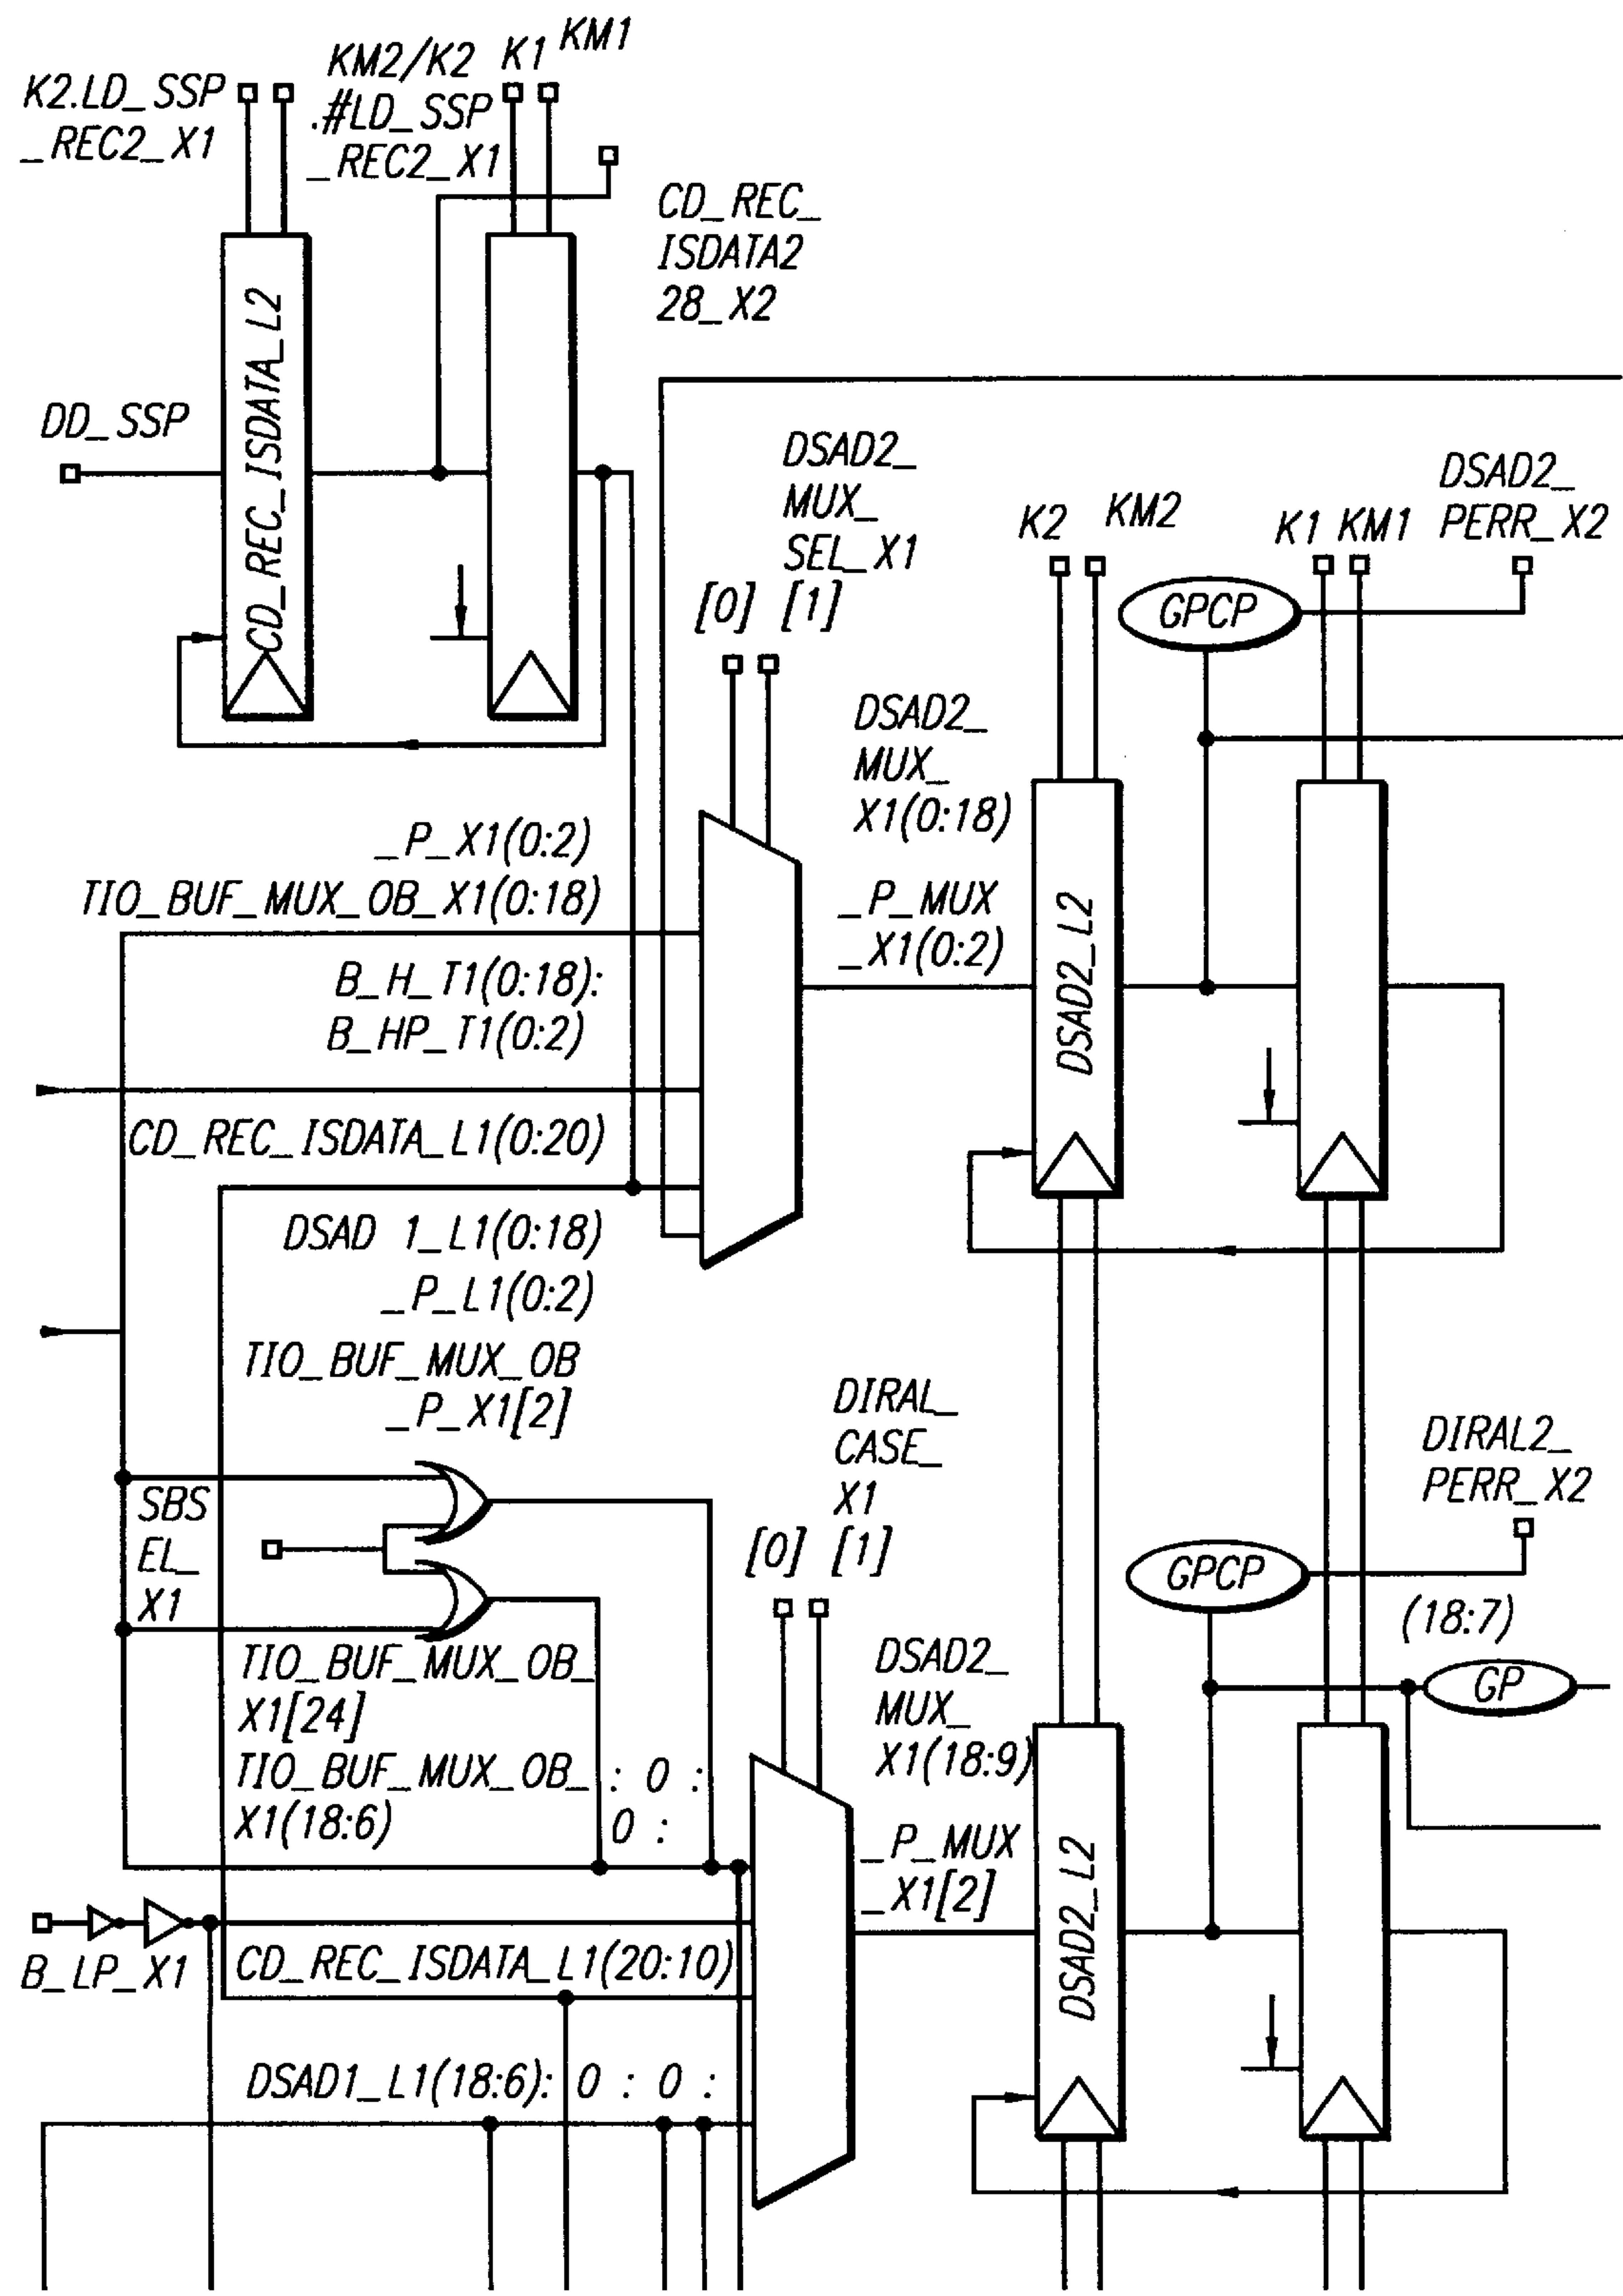 K2.LD_SSP
_REC2_X1
KM2/K2
.#LD_SSP
_REC2_X1
K1
KM1
CD_REC_
ISDATA2
28_X2
CD_REC_ISDATA_L2
DD_SSP
DSAD2_
MUX_
SEL_X1
[0] [1]
K2
KM2
K1
KM1
DSAD2_
PERR_X2
GPCP
DSAD2_
MUX_
X1(0:18)
_P_MUX
_X1(0:2)
DSAD2_L2
_P_X1(0:2)
TIO_BUF_MUX_OB_X1(0:18)
B_H_T1(0:18):
B_HP_T1(0:2)
CD_REC_ISDATA_L1(0:20)
DSAD 1_L1(0:18)
_P_L1(0:2)
TIO_BUF_MUX_OB
_P_X1[2]
SBS
EL_
X1
DIRAL_
CASE_
X1
[0] [1]
DIRAL2_
PERR_X2
GPCP
(18:7)
GP
TIO_BUF_MUX_OB_
X1[24]
TIO_BUF_MUX_OB_: 0 :
X1(18:6) 0 :
DSAD2_
MUX_
X1(18:9)
_P_MUX
_X1[2]
DSAD2_L2
B_LP_X1
CD_REC_ISDATA_L1(20:10)
DSAD1_L1(18:6): 0 : 0 :